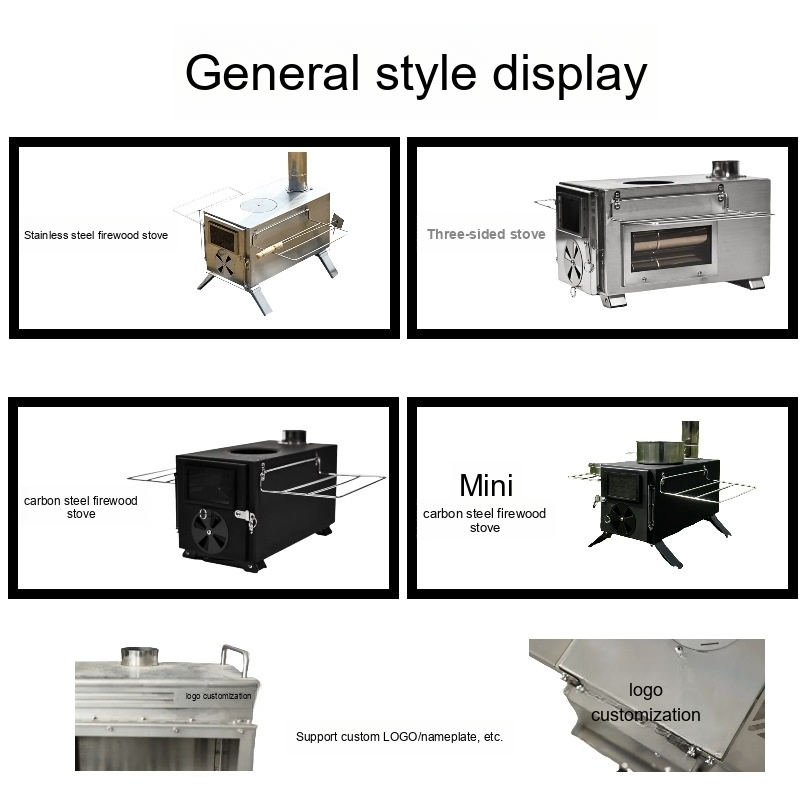 General style display
Stainless steel firewood stove
Three-sided stove
carbon steel firewood
stove
Mini
carbon steel firewood
stove
logo customization
Support custom LOGO/nameplate, etc.
logo
customization